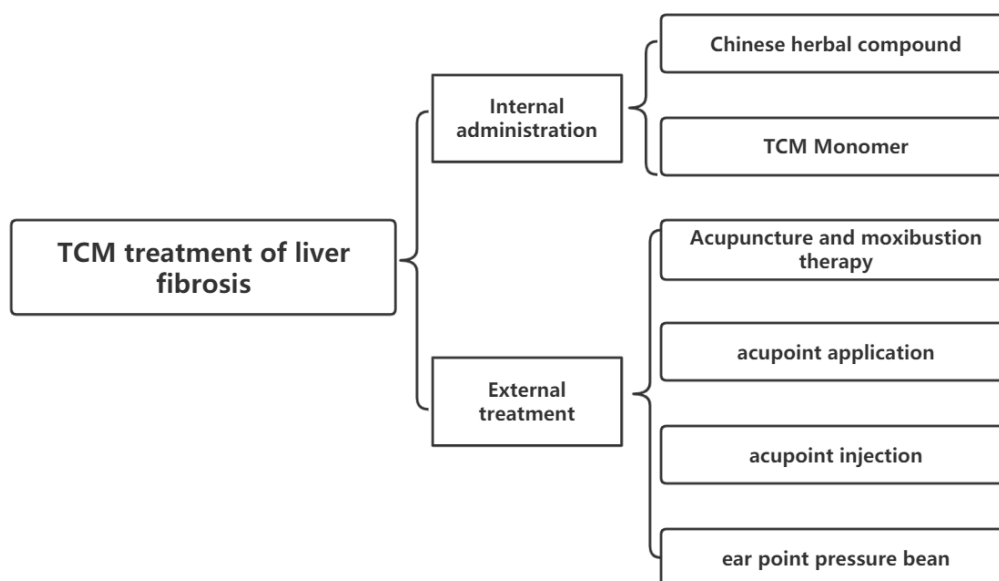 TCM treatment of liver
fibrosis
Internal
administration
Chinese herbal compound
TCM Monomer
External
treatment
Acupuncture and moxibustion
therapy
acupoint application
acupoint injection
ear point pressure bean